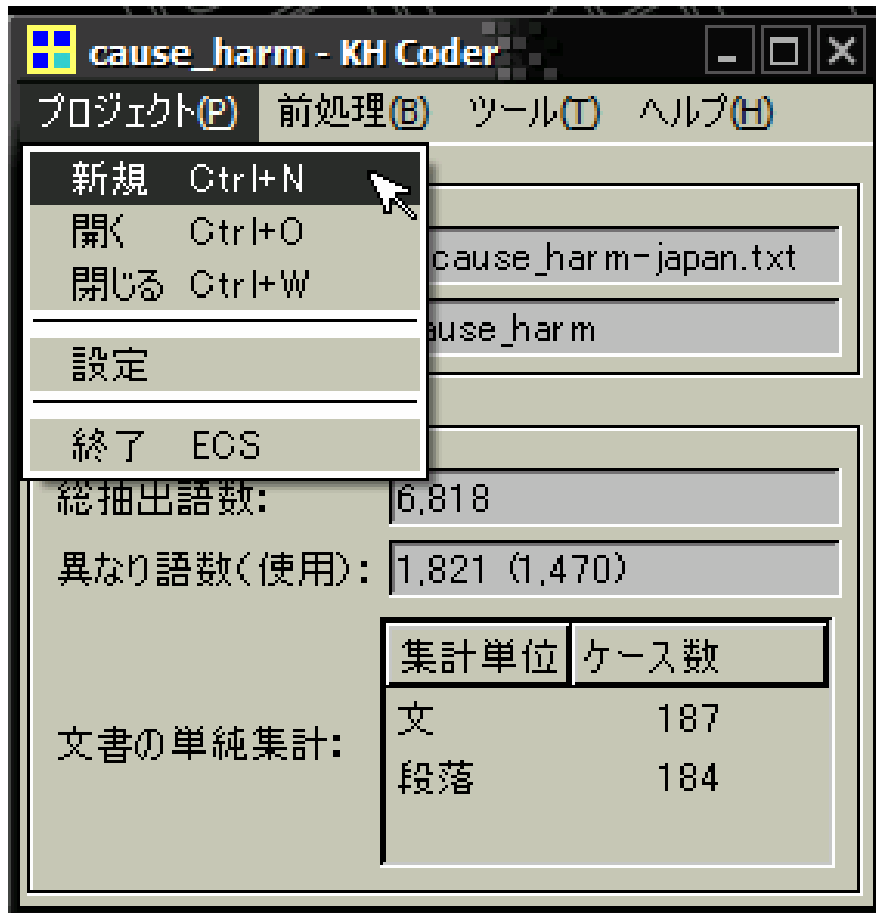 cause_harm - KH Coder
プロジェクト(P) 前処理(B) ツール(T) ヘルプ(H)
新規 Ctrl+N
開く Ctrl+O
cause_harm-japan.txt
閉じる Ctrl+W
ause_harm
設定
終了 ECS
総抽出語数: 6,818
異なり語数(使用): 1,821 (1,470)
集計単位 ケース数
文 187
文書の単純集計:
段落 184